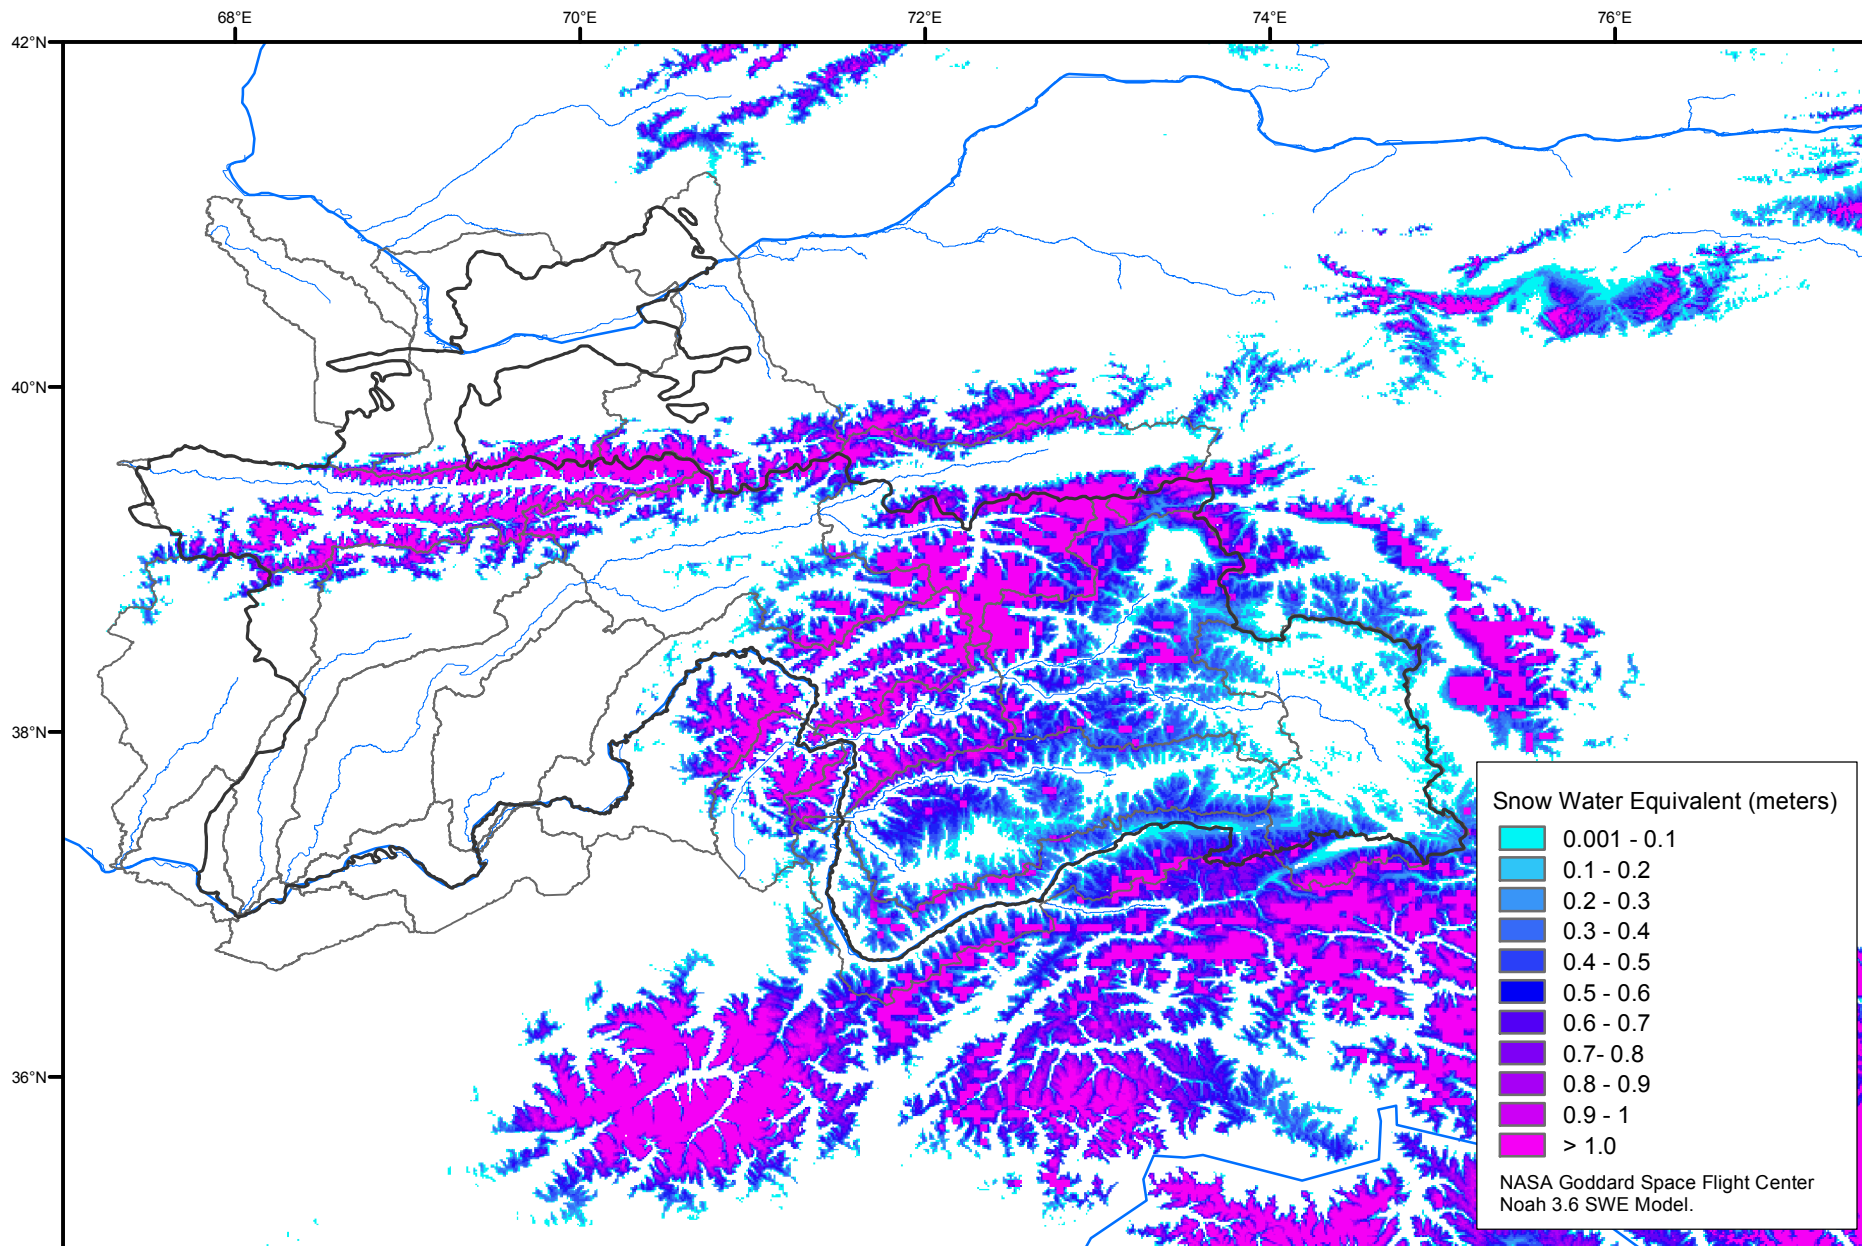 68°E
70°E
72°E
74°E
76°E
42°N
40°N
38°N
36°N
Snow Water Equivalent (meters)
0.001 - 0.1
0.1 - 0.2
0.2 - 0.3
0.3 - 0.4
0.4 - 0.5
0.5 - 0.6
0.6 - 0.7
0.7- 0.8
0.8 - 0.9
0.9 - 1
> 1.0
NASA Goddard Space Flight Center
Noah 3.6 SWE Model.